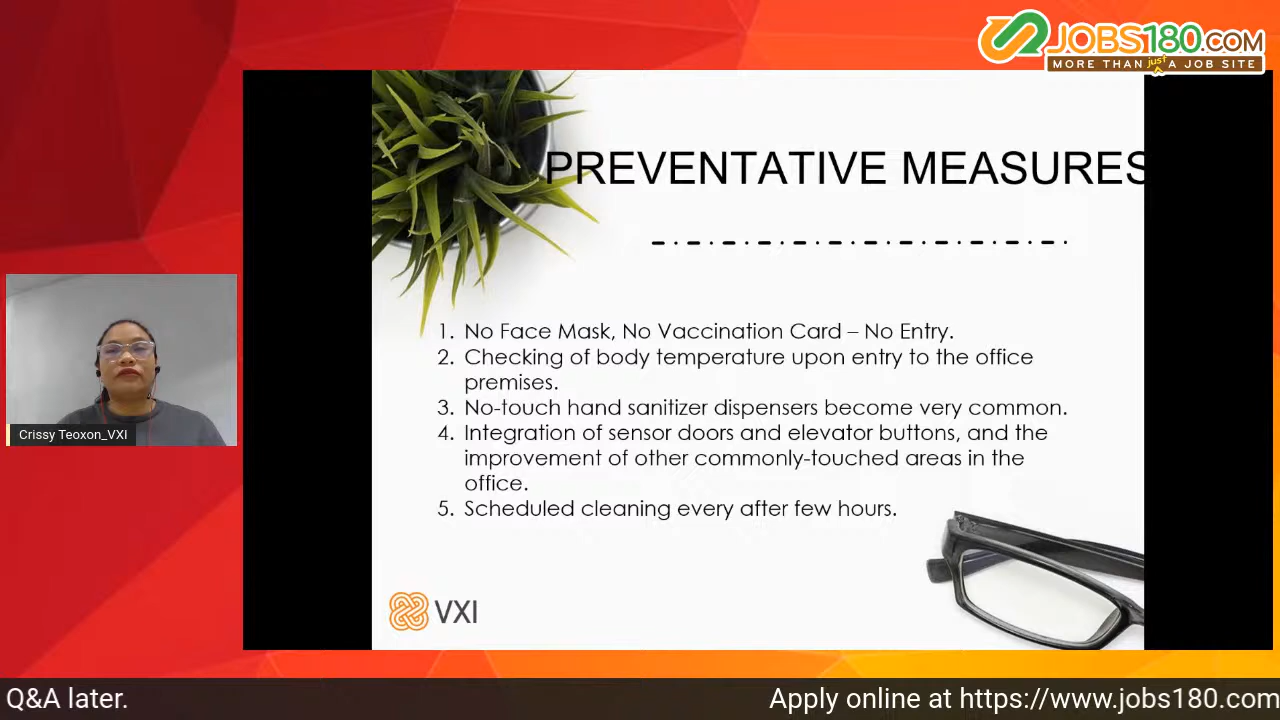 JOBS180.COM
MORE THAN just A JOB SITE
PREVENTATIVE MEASURES
1. No Face Mask, No Vaccination Card – No Entry.
2. Checking of body temperature upon entry to the office
premises.
3. No-touch hand sanitizer dispensers become very common.
4. Integration of sensor doors and elevator buttons, and the
improvement of other commonly-touched areas in the
office.
5. Scheduled cleaning every after few hours.
Crissy Teoxon_VXI
VXI
Q&A later.
Apply online at https://www.jobs180.com